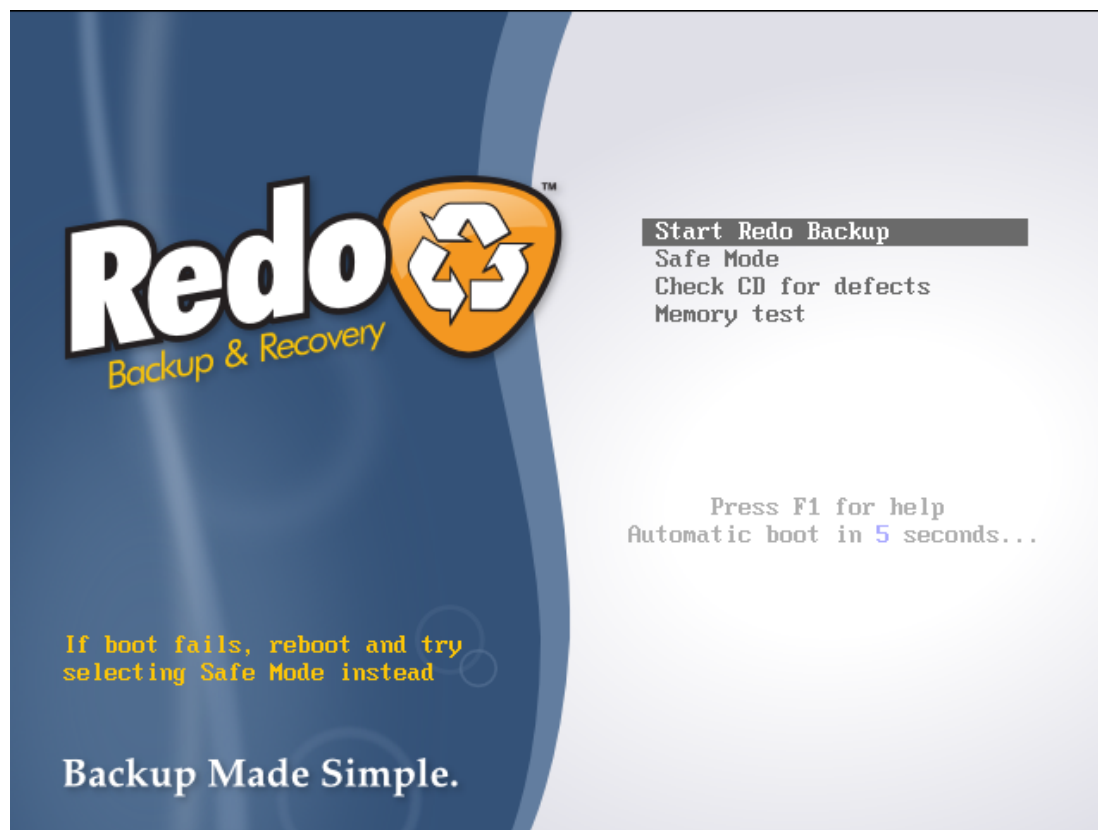 Redo™
Backup & Recovery
Start Redo Backup
Safe Mode
Check CD for defects
Memory test
Press F1 for help
Automatic boot in 5 seconds...
If boot fails, reboot and try
selecting Safe Mode instead
Backup Made Simple.